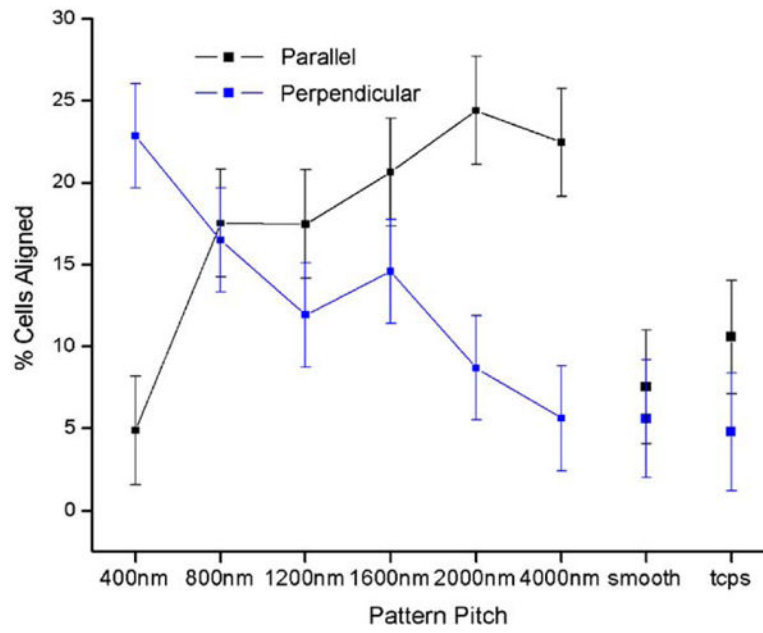 30
Parallel
Perpendicular
25
20
15
10
5
0
% Cells Aligned
400nm 800nm 1200nm 1600nm 2000nm 4000nm smooth tcps
Pattern Pitch